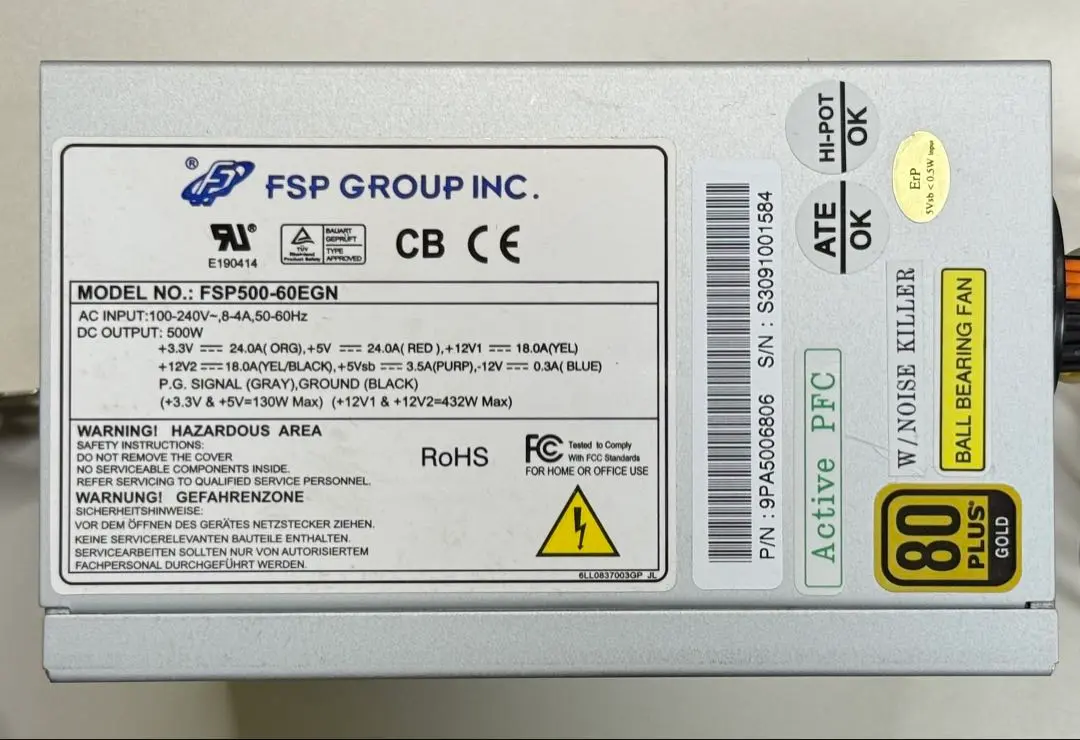 ® FSP GROUP INC.
RU®
E190414
TÜV
BAUART
GEPRÜFT
TYPE
APPROVED
CB CE
MODEL NO.: FSP500-60EGN
AC INPUT:100-240V~,8-4A,50-60Hz
DC OUTPUT: 500W
+3.3V ⎓ 24.0A( ORG),+5V ⎓ 24.0A( RED ),+12V1 ⎓ 18.0A(YEL)
+12V2 ⎓ 18.0A(YEL/BLACK),+5Vsb ⎓ 3.5A(PURP),-12V ⎓ 0.3A( BLUE)
P.G. SIGNAL (GRAY),GROUND (BLACK)
(+3.3V & +5V=130W Max) (+12V1 & +12V2=432W Max)
WARNING! HAZARDOUS AREA
SAFETY INSTRUCTIONS:
DO NOT REMOVE THE COVER
NO SERVICEABLE COMPONENTS INSIDE.
REFER SERVICING TO QUALIFIED SERVICE PERSONNEL.
WARNUNG! GEFAHRENZONE
SICHERHEITSHINWEISE:
VOR DEM ÖFFNEN DES GERÄTES NETZSTECKER ZIEHEN.
KEINE SERVICERELEVANTEN BAUTEILE ENTHALTEN.
SERVICEARBEITEN SOLLTEN NUR VON AUTORISIERTEM
FACHPERSONAL DURCHGEFÜHRT WERDEN.
RoHS
FC Tested to Comply
With FCC Standards
FOR HOME OR OFFICE USE
6LL0837003GP JL
P/N : 9PA5006806 S/N : S3091001584
HI-POT
OK
ATE
OK
ErP
5Vsb < 0.5W Input
Active PFC
W/NOISE KILLER
BALL BEARING FAN
80
PLUS®
GOLD